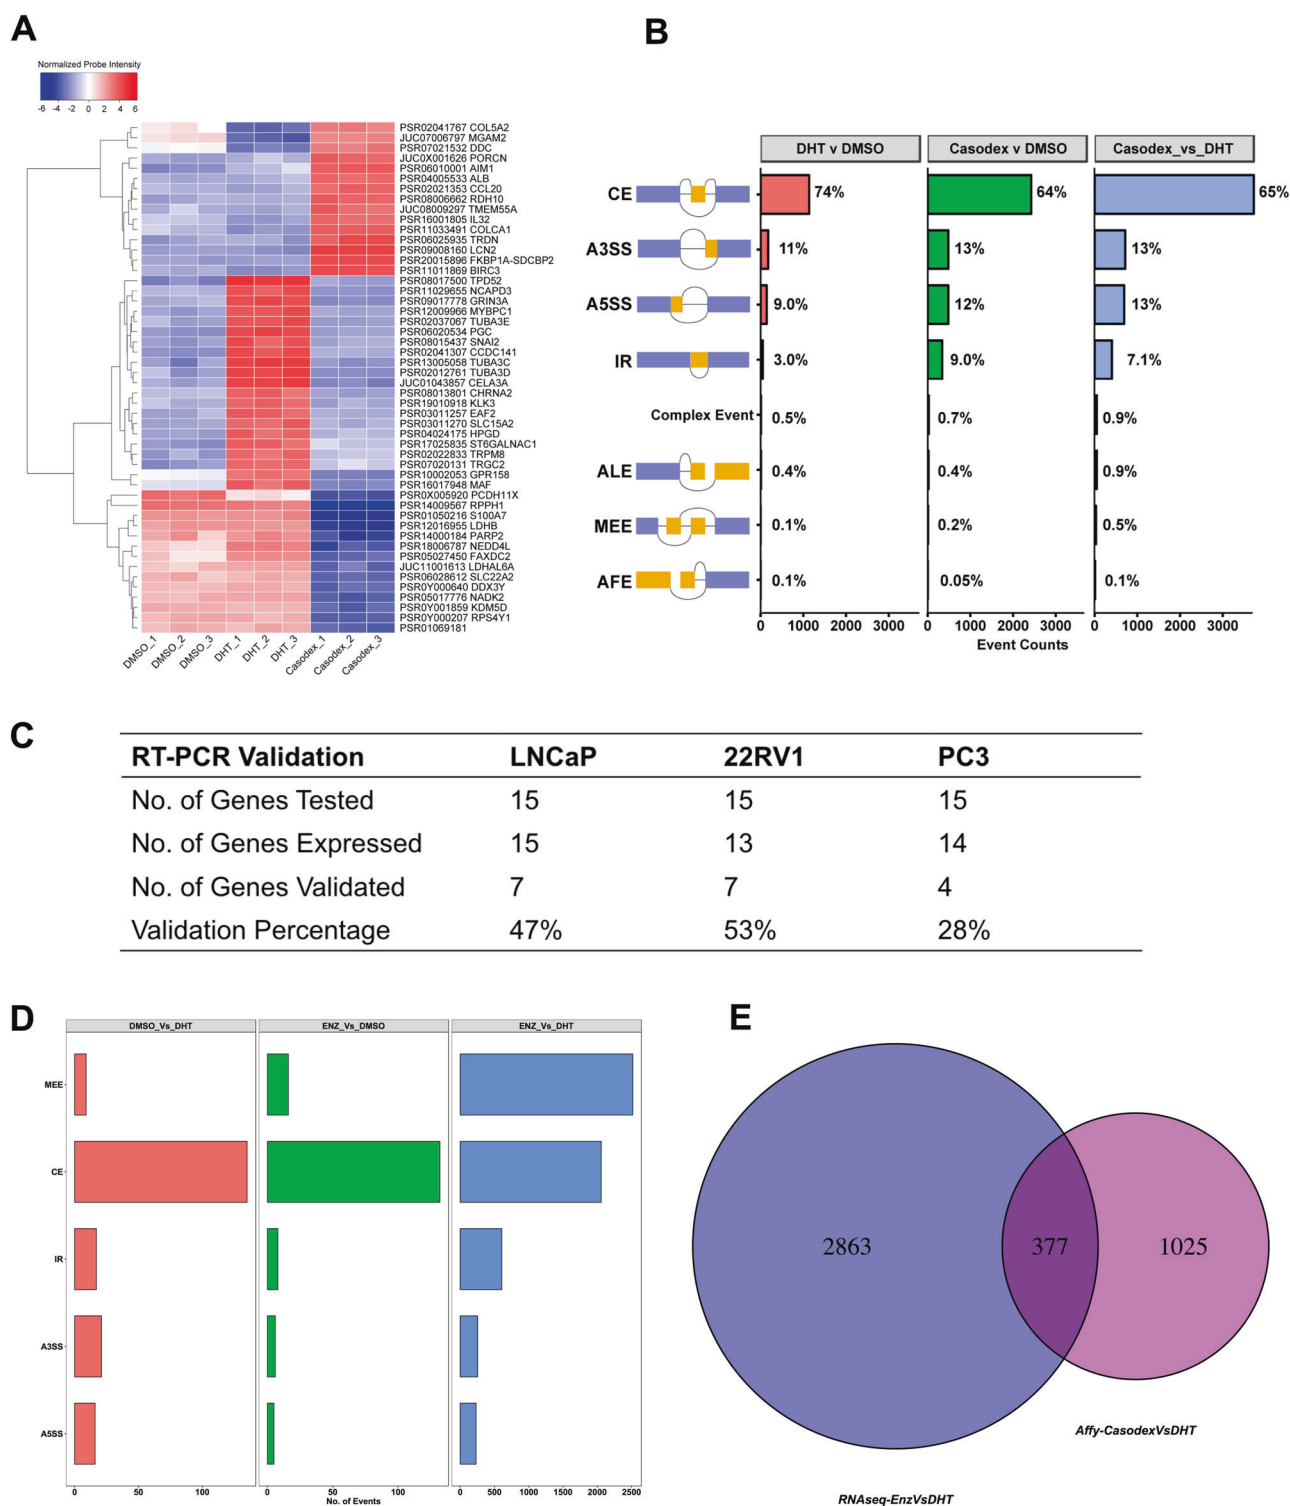 A
Normalized Probe Intensity
-6 -4 -2 0 2 4 6
PSR02041767 COL5A2
JUC07006797 MGAM2
PSR07021532 DDC
JUC0X001626 PORCN
PSR06010001 AIM1
PSR04005533 ALB
PSR02021353 CCL20
PSR08006662 RDH10
JUC08009297 TMEM55A
PSR16001805 IL32
PSR11033491 COLCA1
PSR06025935 TRDN
PSR09008160 LCN2
PSR20015896 FKBP1A-SDCBP2
PSR11011869 BIRC3
PSR08017500 TPD52
PSR11029655 NCAPD3
PSR09017778 GRIN3A
PSR12009966 MYBPC1
PSR02037067 TUBA3E
PSR06020534 PGC
PSR08015437 SNAI2
PSR02041307 CCDC141
PSR13005058 TUBA3C
PSR02012761 TUBA3D
JUC01043857 CELA3A
PSR08013801 CHRNA2
PSR19010918 KLK3
PSR03011257 EAF2
PSR03011270 SLC15A2
PSR04024175 HPGD
PSR17025835 ST6GALNAC1
PSR02022833 TRPM8
PSR07020131 TRGC2
PSR10002053 GPR158
PSR16017948 MAF
PSR0X005920 PCDH11X
PSR14009567 RPPH1
PSR01050216 S100A7
PSR12016955 LDHB
PSR14000184 PARP2
PSR18006787 NEDD4L
PSR05027450 FAXDC2
JUC11001613 LDHAL6A
PSR06028612 SLC22A2
PSR0Y000640 DDX3Y
PSR05017776 NADK2
PSR0Y001859 KDM5D
PSR0Y000207 RPS4Y1
PSR01069181
DMSO_1 DMSO_2 DMSO_3 DHT_1 DHT_2 DHT_3 Casodex_1 Casodex_2 Casodex_3
B
DHT v DMSO Casodex v DMSO Casodex_vs_DHT
CE 74% 64% 65%
A3SS 11% 13% 13%
A5SS 9.0% 12% 13%
IR 3.0% 9.0% 7.1%
Complex Event 0.5% 0.7% 0.9%
ALE 0.4% 0.4% 0.9%
MEE 0.1% 0.2% 0.5%
AFE 0.1% 0.05% 0.1%
0 1000 2000 3000 0 1000 2000 3000 0 1000 2000 3000
Event Counts
C
RT-PCR Validation LNCaP 22RV1 PC3
No. of Genes Tested 15 15 15
No. of Genes Expressed 15 13 14
No. of Genes Validated 7 7 4
Validation Percentage 47% 53% 28%
D
DMSO_Vs_DHT ENZ_Vs_DMSO ENZ_Vs_DHT
MEE
CE
IR
A3SS
A5SS
0 100 0 100 0 500 1000 1500 2000 2500
No. of Events
E
2863 377 1025
Affy-CasodexVsDHT
RNAseq-EnzVsDHT